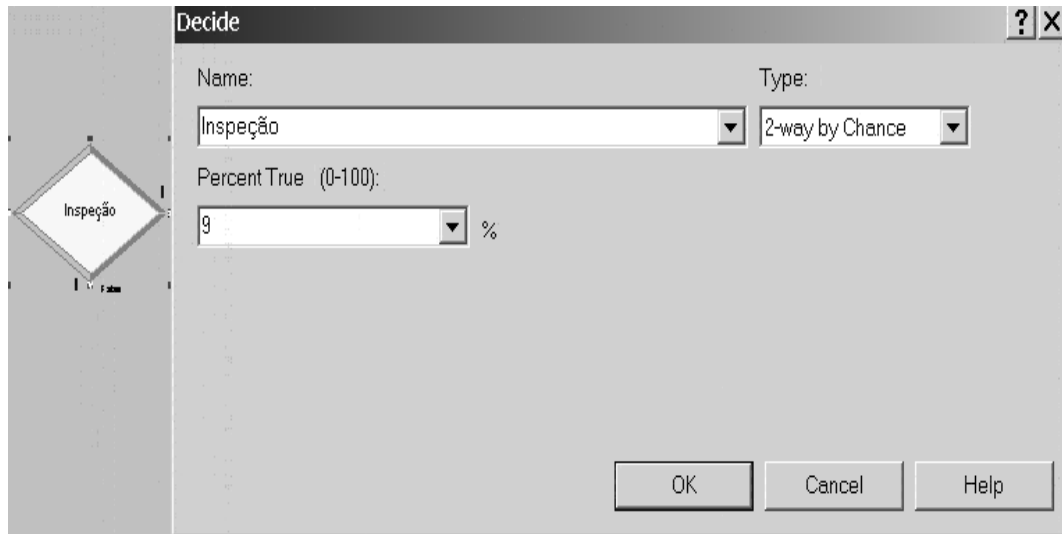 Decide
Name:
Type:
Inspeção
2-way by Chance
Percent True (0-100):
9
%
Inspeção
OK
Cancel
Help